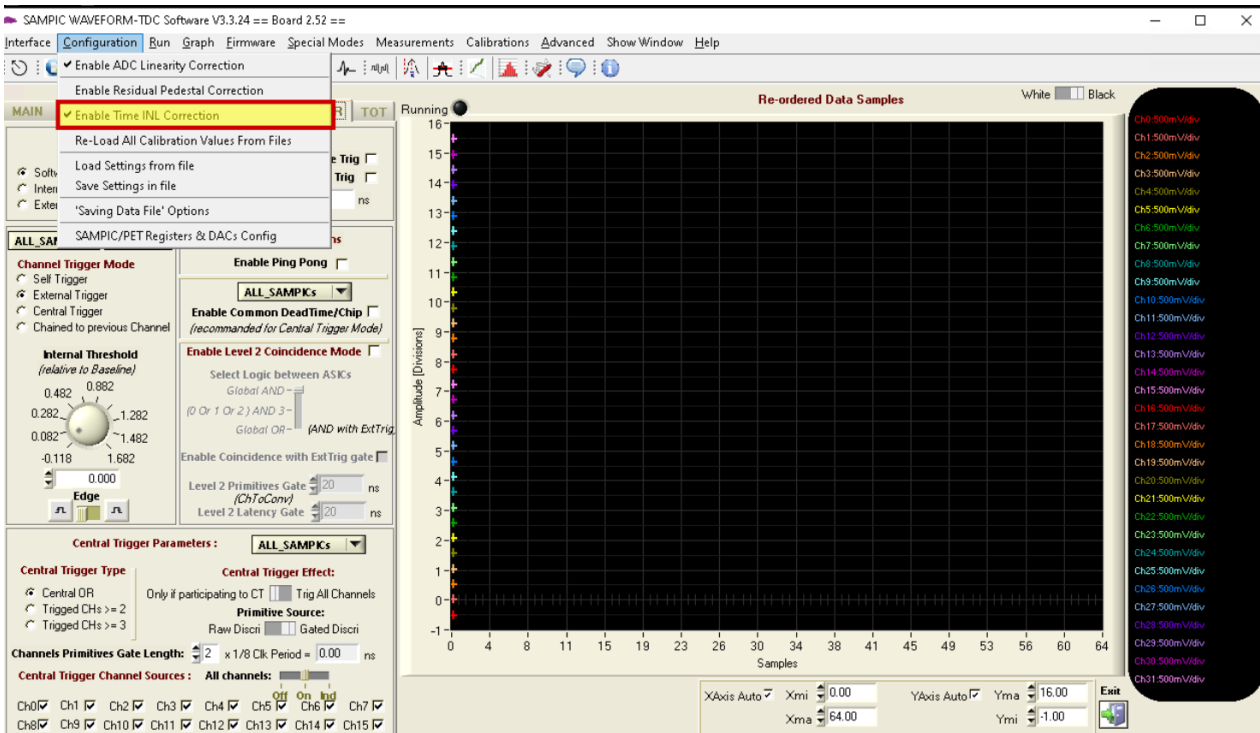 SAMPIC WAVEFORM-TDC Software V3.3.24 == Board 2.52 ==
Interface Configuration Run Graph Firmware Special Modes Measurements Calibrations Advanced Show Window Help
Enable ADC Linearity Correction
Enable Residual Pedestal Correction
Enable Time INL Correction
Re-Load All Calibration Values From Files
Load Settings from file
Save Settings in file
'Saving Data File' Options
SAMPIC/PET Registers & DACs Config
MAIN
R TOT
Trig
Trig
ns
ALL_SAM
ns
Channel Trigger Mode
Self Trigger
External Trigger
Central Trigger
Chained to previous Channel
Internal Threshold
(relative to Baseline)
0.482 0.882
0.282 1.282
0.082 1.482
-0.118 1.682
0.000
Edge
Enable Ping Pong
ALL_SAMPICs
Enable Common DeadTime/Chip
(recommanded for Central Trigger Mode)
Enable Level 2 Coincidence Mode
Select Logic between ASICs
Global AND
(0 Or 1 Or 2 ) AND 3
Global OR
(AND with ExtTrig
Enable Coincidence with ExtTrig gate
Level 2 Primitives Gate 20 ns
(ChToConv)
Level 2 Latency Gate 20 ns
Central Trigger Parameters : ALL_SAMPICs
Central Trigger Type
Central OR
Trigged CHs >= 2
Trigged CHs >= 3
Central Trigger Effect:
Only if participating to CT Trig All Channels
Primitive Source:
Raw Discri Gated Discri
Channels Primitives Gate Length: 2 x 1/8 Clk Period = 0.00 ns
Central Trigger Channel Sources : All channels:
Off On Ind
Ch0 Ch1 Ch2 Ch3 Ch4 Ch5 Ch6 Ch7
Ch8 Ch9 Ch10 Ch11 Ch12 Ch13 Ch14 Ch15
Running
Re-ordered Data Samples
White Black
Amplitude [Divisions]
16
15
14
13
12
11
10
9
8
7
6
5
4
3
2
1
0
-1
0 4 8 11 15 19 23 26 30 34 38 41 45 49 53 56 60 64
Samples
Ch0:500mV/div
Ch1:500mV/div
Ch2:500mV/div
Ch3:500mV/div
Ch4:500mV/div
Ch5:500mV/div
Ch6:500mV/div
Ch7:500mV/div
Ch8:500mV/div
Ch9:500mV/div
Ch10:500mV/div
Ch11:500mV/div
Ch12:500mV/div
Ch13:500mV/div
Ch14:500mV/div
Ch15:500mV/div
Ch16:500mV/div
Ch17:500mV/div
Ch18:500mV/div
Ch19:500mV/div
Ch20:500mV/div
Ch21:500mV/div
Ch22:500mV/div
Ch23:500mV/div
Ch24:500mV/div
Ch25:500mV/div
Ch26:500mV/div
Ch27:500mV/div
Ch28:500mV/div
Ch29:500mV/div
Ch30:500mV/div
Ch31:500mV/div
XAxis Auto Xmi 0.00 YAxis Auto Yma 16.00 Exit
Xma 64.00 Ymi -1.00